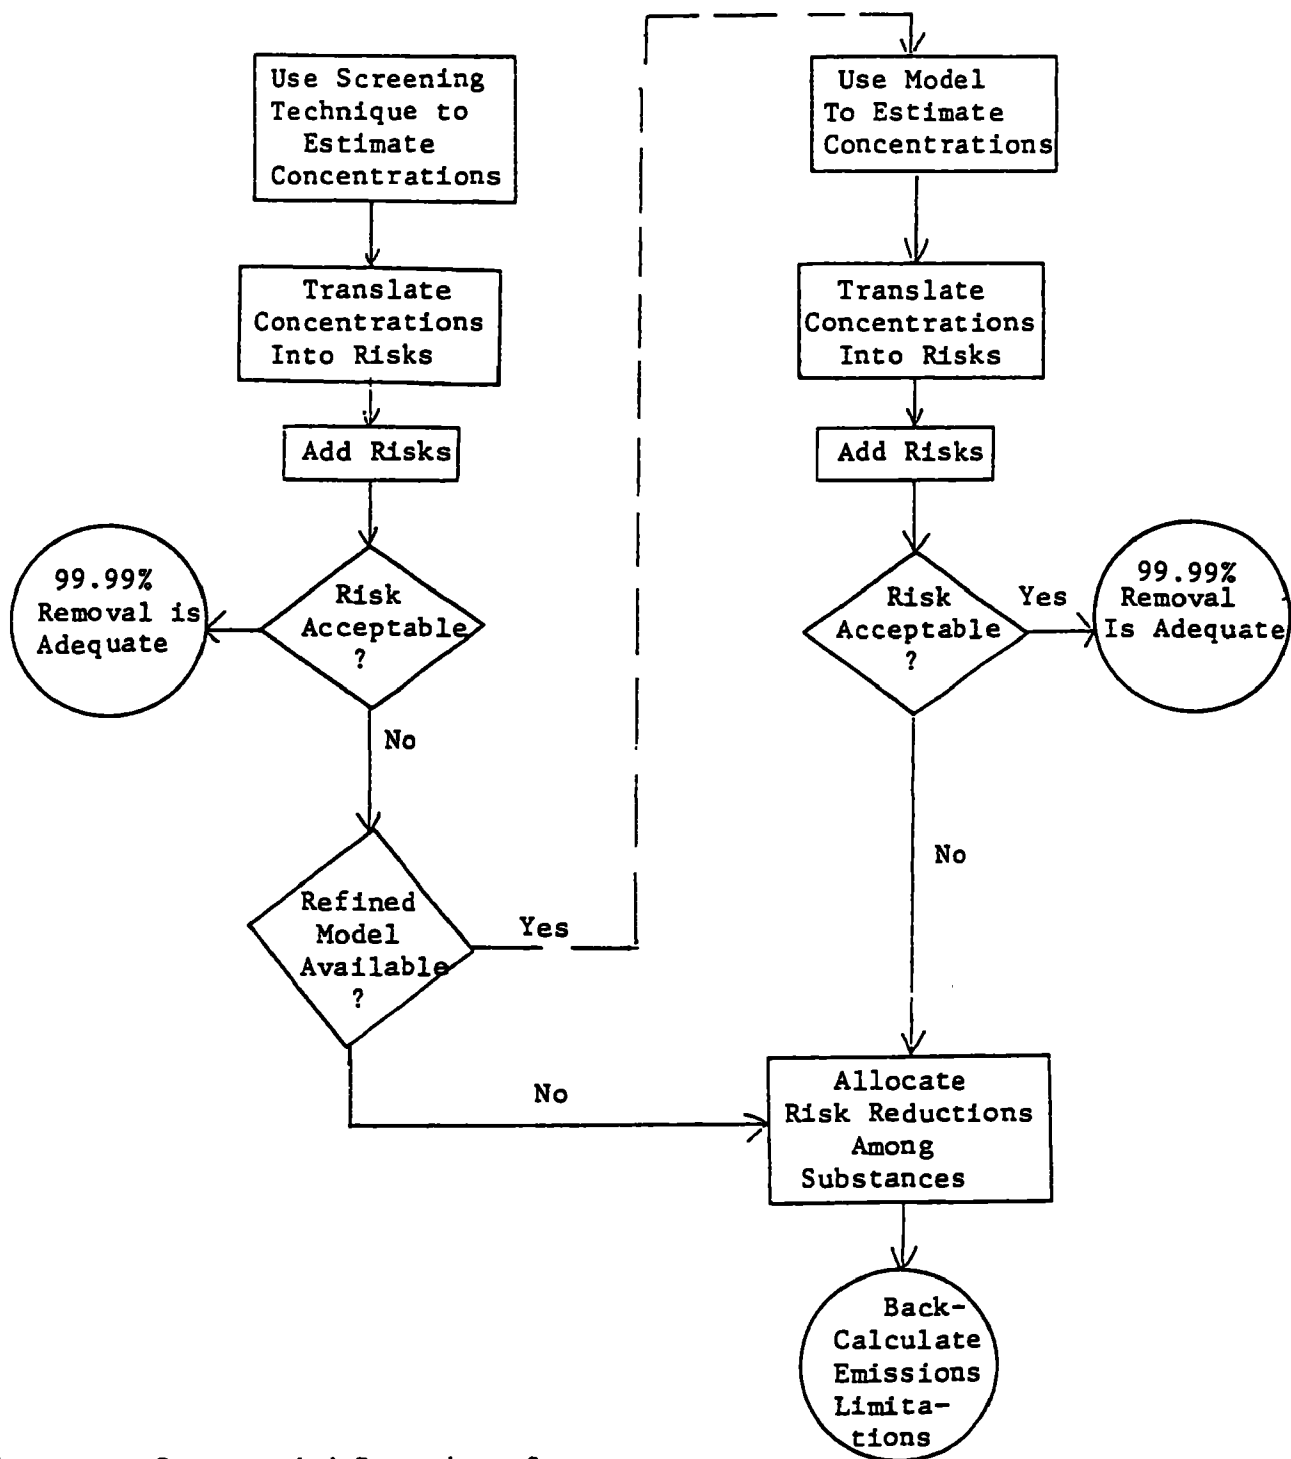 Use Screening
Technique to
Estimate
Concentrations
Translate
Concentrations
Into Risks
Add Risks
Risk
Acceptable
?
99.99%
Removal is
Adequate
No
Refined
Model
Available
?
Yes
No
Use Model
To Estimate
Concentrations
Translate
Concentrations
Into Risks
Add Risks
Risk
Acceptable
?
Yes
99.99%
Removal
Is Adequate
No
Allocate
Risk Reductions
Among
Substances
Back-
Calculate
Emissions
Limita-
tions